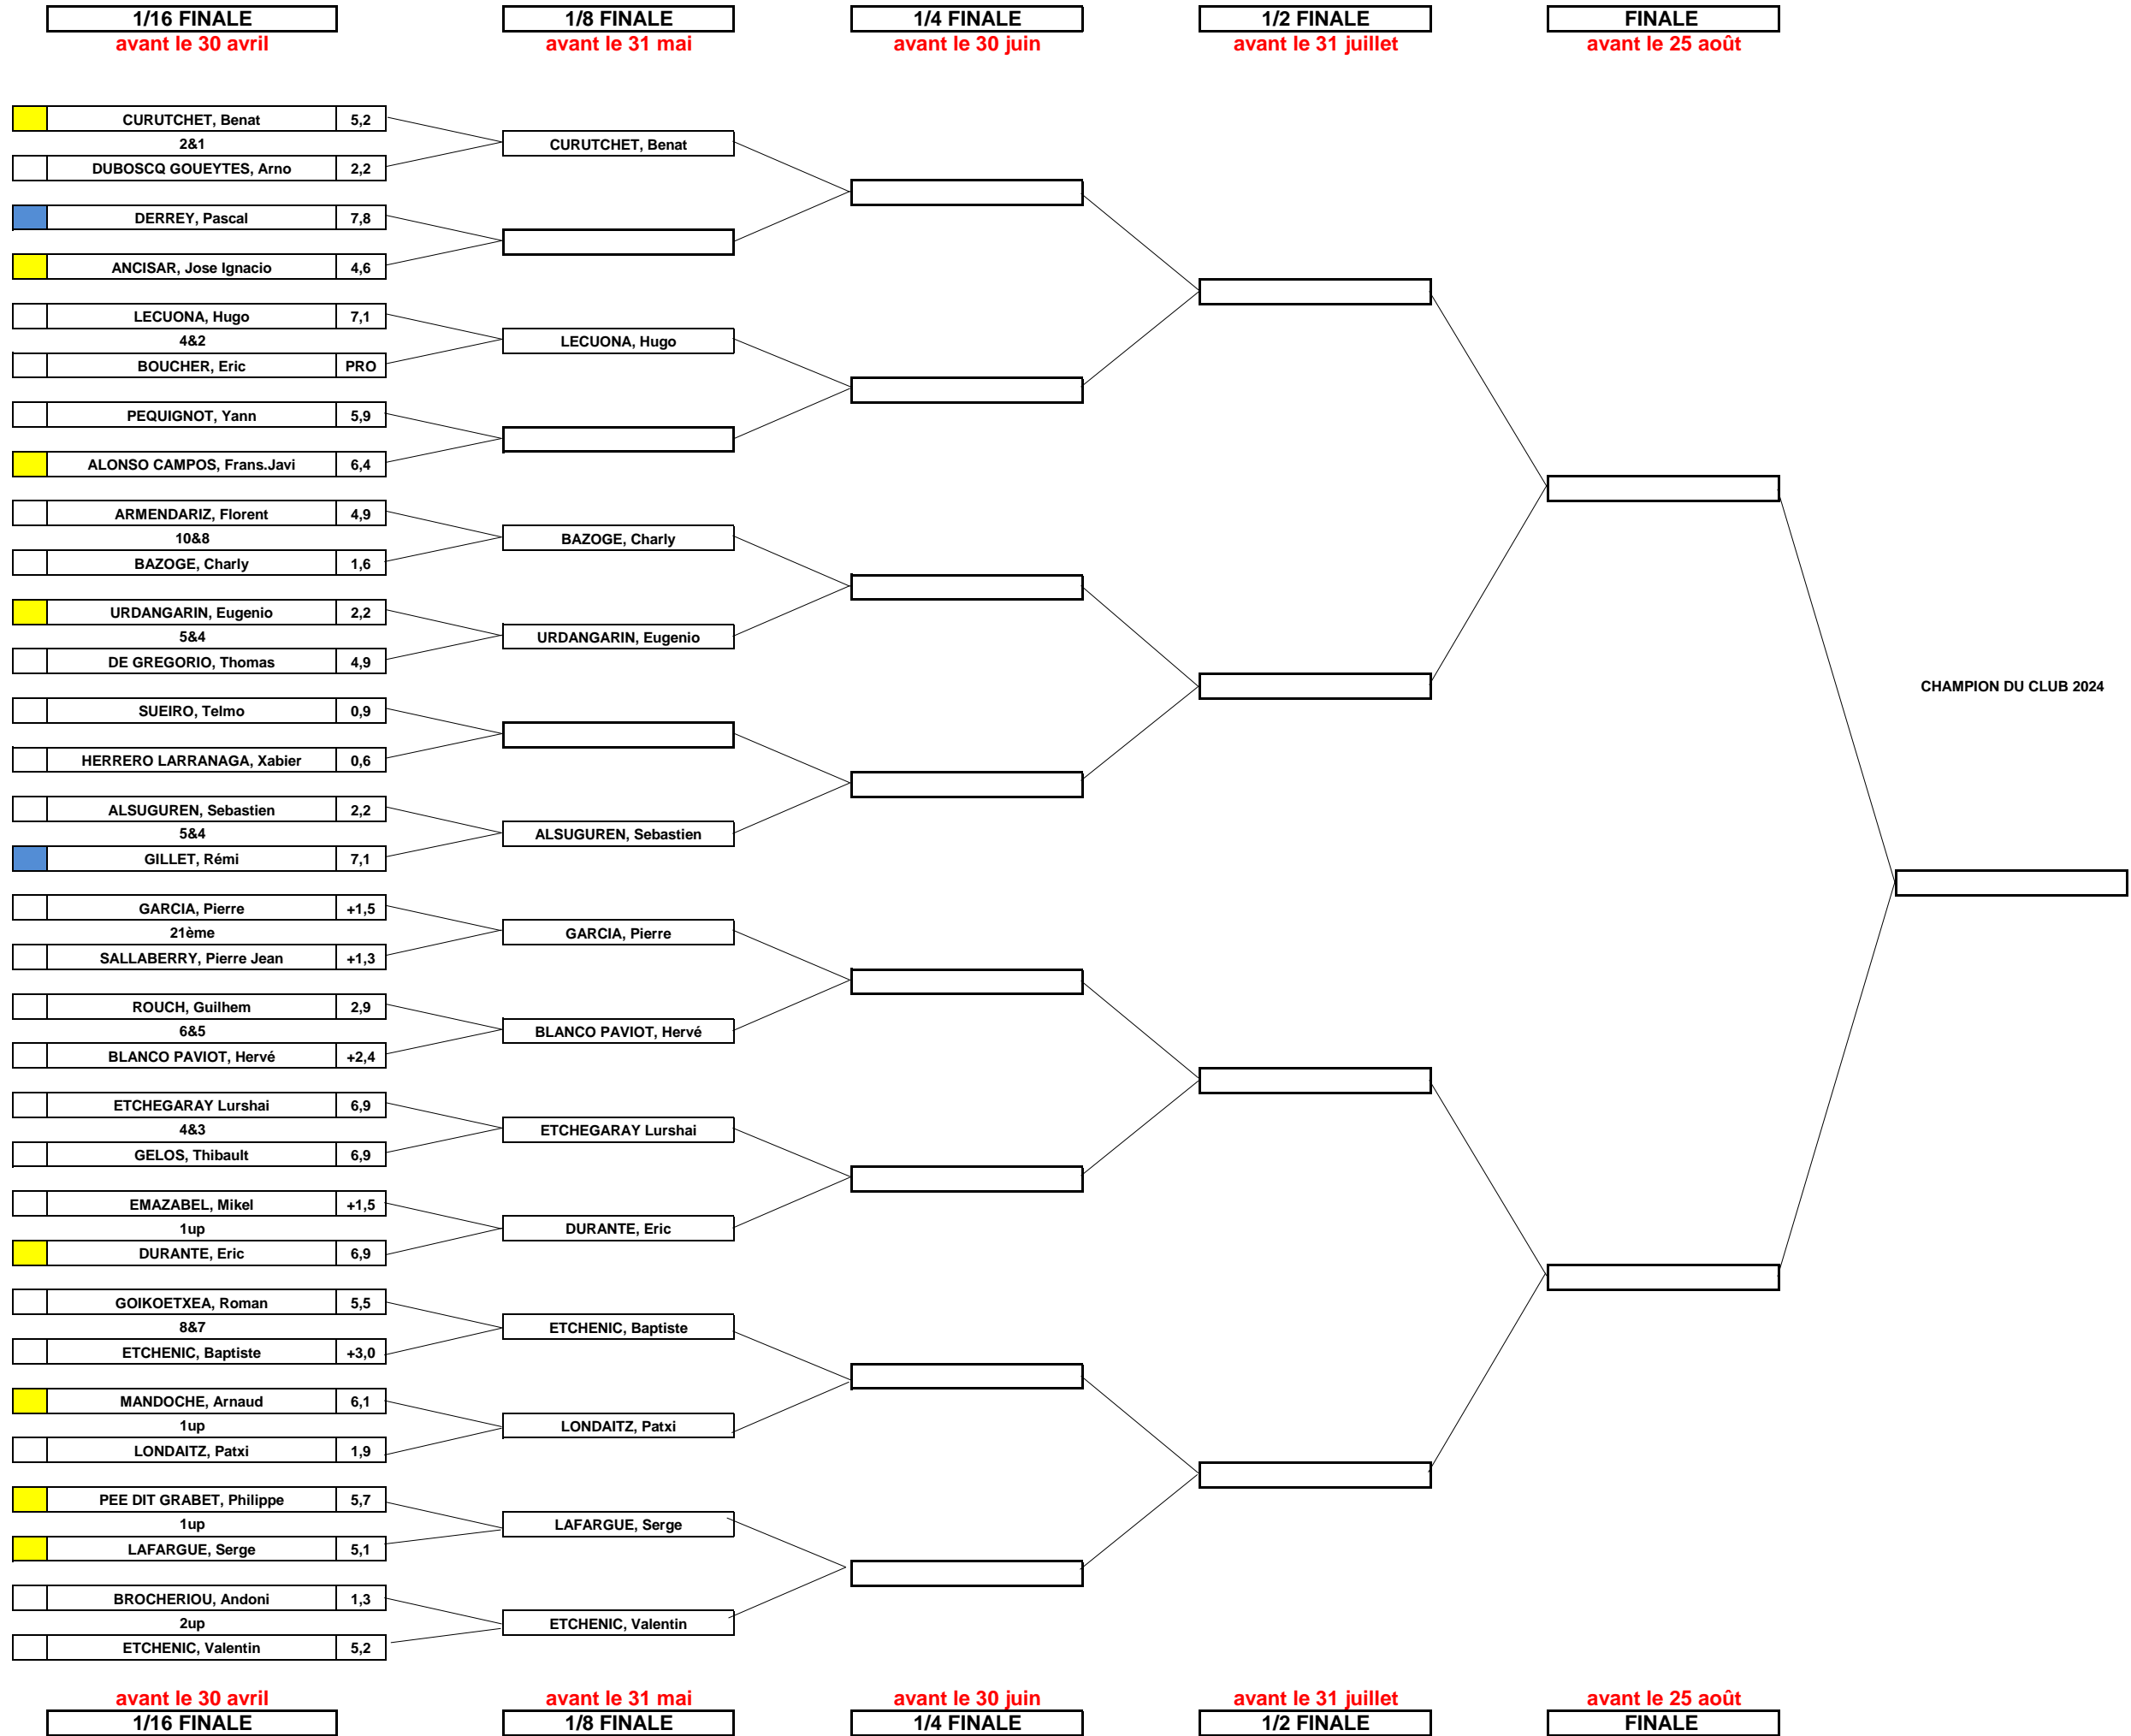 1/16 FINALE 1/8 FINALE 1/4 FINALE 1/2 FINALE FINALE
avant le 30 avril avant le 31 mai avant le 30 juin avant le 31 juillet avant le 25 août
CURUTCHET, Benat 5,2
2&1 CURUTCHET, Benat
DUBOSCQ GOUEYTES, Arno 2,2
DERREY, Pascal 7,8
ANCISAR, Jose Ignacio 4,6
LECUONA, Hugo 7,1
4&2 LECUONA, Hugo
BOUCHER, Eric PRO
PEQUIGNOT, Yann 5,9
ALONSO CAMPOS, Frans.Javi 6,4
ARMENDARIZ, Florent 4,9
10&8 BAZOGE, Charly
BAZOGE, Charly 1,6
URDANGARIN, Eugenio 2,2
5&4 URDANGARIN, Eugenio
DE GREGORIO, Thomas 4,9
CHAMPION DU CLUB 2024
SUEIRO, Telmo 0,9
HERRERO LARRANAGA, Xabier 0,6
ALSUGUREN, Sebastien 2,2
5&4 ALSUGUREN, Sebastien
GILLET, Rémi 7,1
GARCIA, Pierre +1,5
21ème GARCIA, Pierre
SALLABERRY, Pierre Jean +1,3
ROUCH, Guilhem 2,9
6&5 BLANCO PAVIOT, Hervé
BLANCO PAVIOT, Hervé +2,4
ETCHEGARAY Lurshai 6,9
4&3 ETCHEGARAY Lurshai
GELOS, Thibault 6,9
EMAZABEL, Mikel +1,5
1up DURANTE, Eric
DURANTE, Eric 6,9
GOIKOETXEA, Roman 5,5
8&7 ETCHENIC, Baptiste
ETCHENIC, Baptiste +3,0
MANDOCHE, Arnaud 6,1
1up LONDAITZ, Patxi
LONDAITZ, Patxi 1,9
PEE DIT GRABET, Philippe 5,7
1up LAFARGUE, Serge
LAFARGUE, Serge 5,1
BROCHERIOU, Andoni 1,3
2up ETCHENIC, Valentin
ETCHENIC, Valentin 5,2
avant le 30 avril avant le 31 mai avant le 30 juin avant le 31 juillet avant le 25 août
1/16 FINALE 1/8 FINALE 1/4 FINALE 1/2 FINALE FINALE